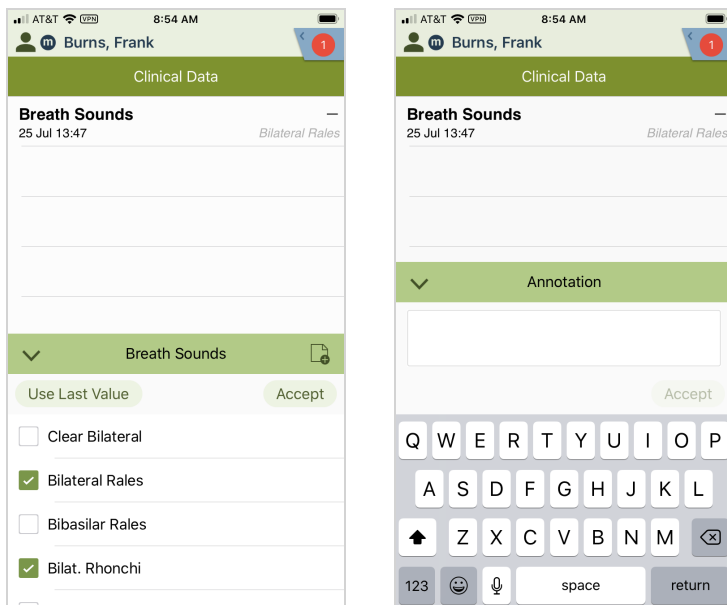 AT&T VPN 8:54 AM
m Burns, Frank 1
Clinical Data
Breath Sounds
25 Jul 13:47 Bilateral Rales
Breath Sounds
Use Last Value Accept
Clear Bilateral
Bilateral Rales
Bibasilar Rales
Bilat. Rhonchi
AT&T VPN 8:54 AM
m Burns, Frank 1
Clinical Data
Breath Sounds
25 Jul 13:47 Bilateral Rales
Annotation
Accept
Q W E R T Y U I O P
A S D F G H J K L
Z X C V B N M
123 space return